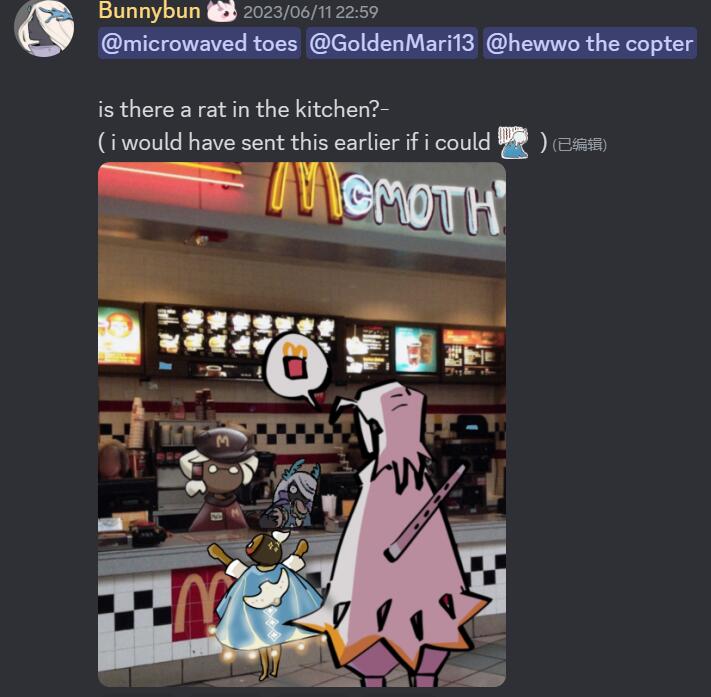 Bunnybun 2023/06/11 22:59
@microwaved toes @GoldenMari13 @hewwo the copter
is there a rat in the kitchen?-
( i would have sent this earlier if i could ) (已编辑)
McMOTH'